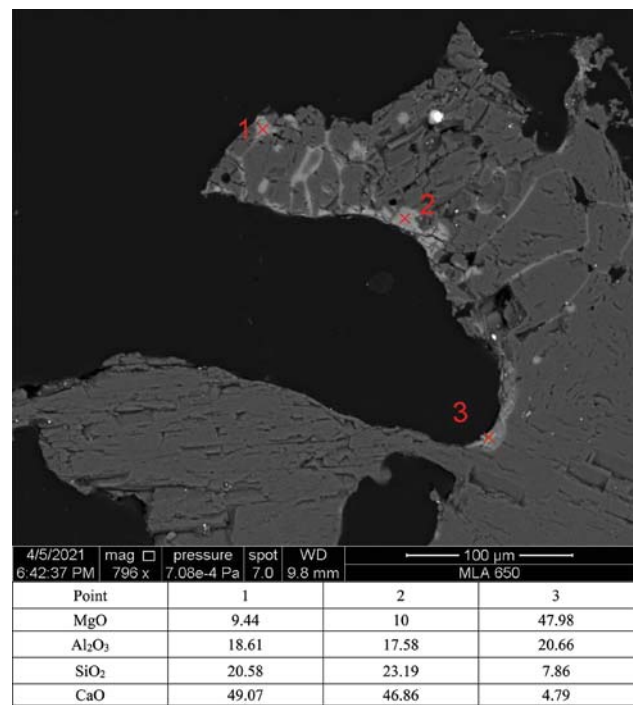 1
2
3
4/5/2021 mag □ pressure spot WD 100 µm
6:42:37 PM 796 x 7.08e-4 Pa 7.0 9.8 mm MLA 650
Point 1 2 3
MgO 9.44 10 47.98
Al₂O₃ 18.61 17.58 20.66
SiO₂ 20.58 23.19 7.86
CaO 49.07 46.86 4.79